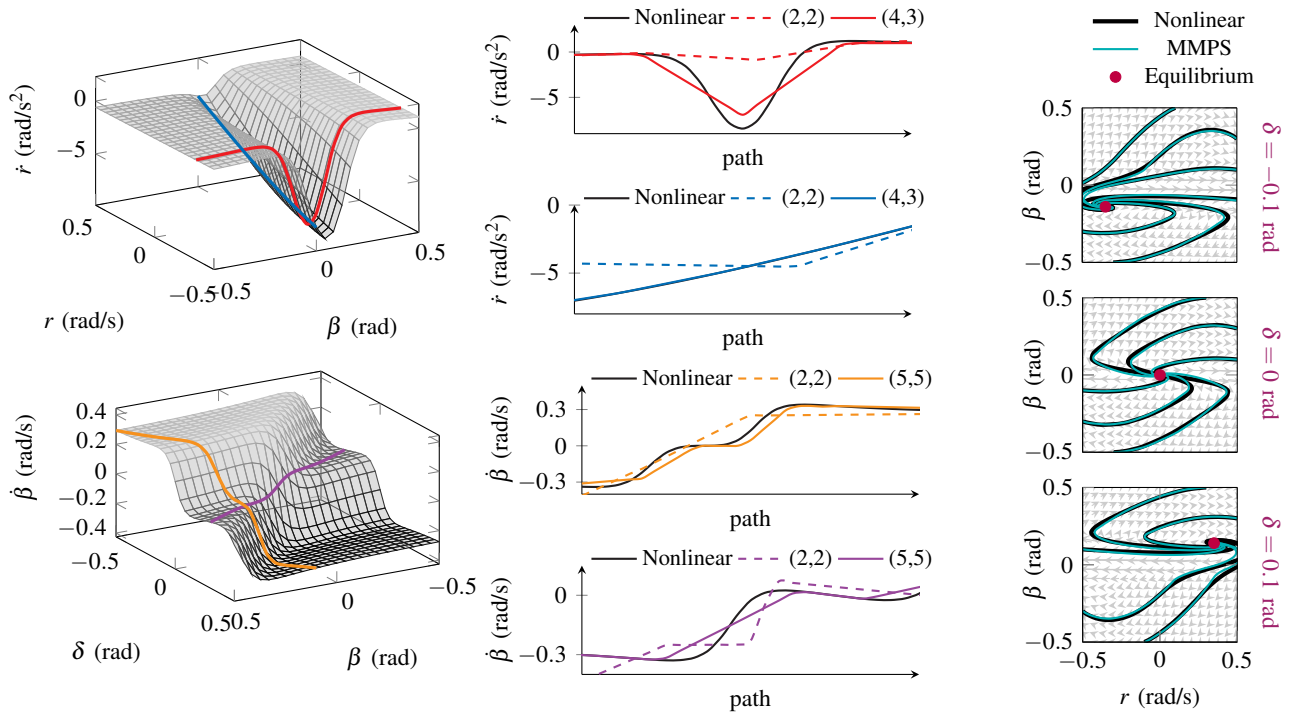 0
−5
ṙ (rad/s²)
0.5
0
−0.5
−0.5
0
0.5
r (rad/s)
β (rad)
0.4
0.2
0
−0.2
−0.4
β̇ (rad/s)
−0.5
0
0.5
0.5
0
−0.5
δ (rad)
β (rad)
Nonlinear (2,2) (4,3)
0
−5
ṙ (rad/s²)
path
Nonlinear (2,2) (4,3)
0
−5
ṙ (rad/s²)
path
Nonlinear (2,2) (5,5)
0.3
0
−0.3
β̇ (rad/s)
path
Nonlinear (2,2) (5,5)
0
−0.3
β̇ (rad/s)
path
Nonlinear
MMPS
Equilibrium
0.5
0
−0.5
β (rad)
δ = −0.1 rad
0.5
0
−0.5
β (rad)
δ = 0 rad
0.5
0
−0.5
β (rad)
δ = 0.1 rad
−0.5 0 0.5
r (rad/s)